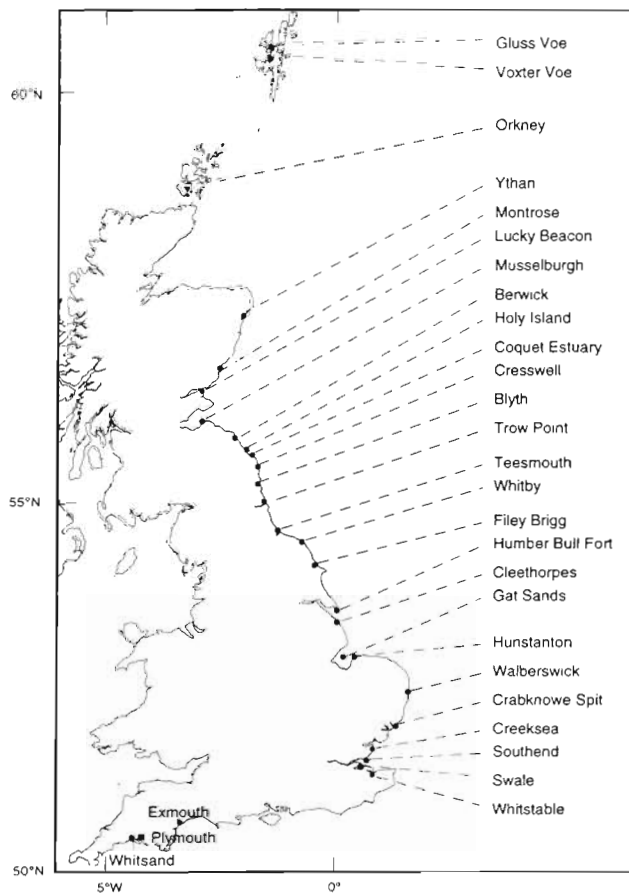 Gluss Voe
Voxter Voe
60°N
Orkney
Ythan
Montrose
Lucky Beacon
Musselburgh
Berwick
Holy Island
Coquet Estuary
Cresswell
Blyth
Trow Point
Teesmouth
Whitby
55°N
Filey Brigg
Humber Bull Fort
Cleethorpes
Gat Sands
Hunstanton
Walberswick
Crabknowe Spit
Creeksea
Southend
Swale
Whitstable
Exmouth
Plymouth
Whitsand
50°N
5°W
0°